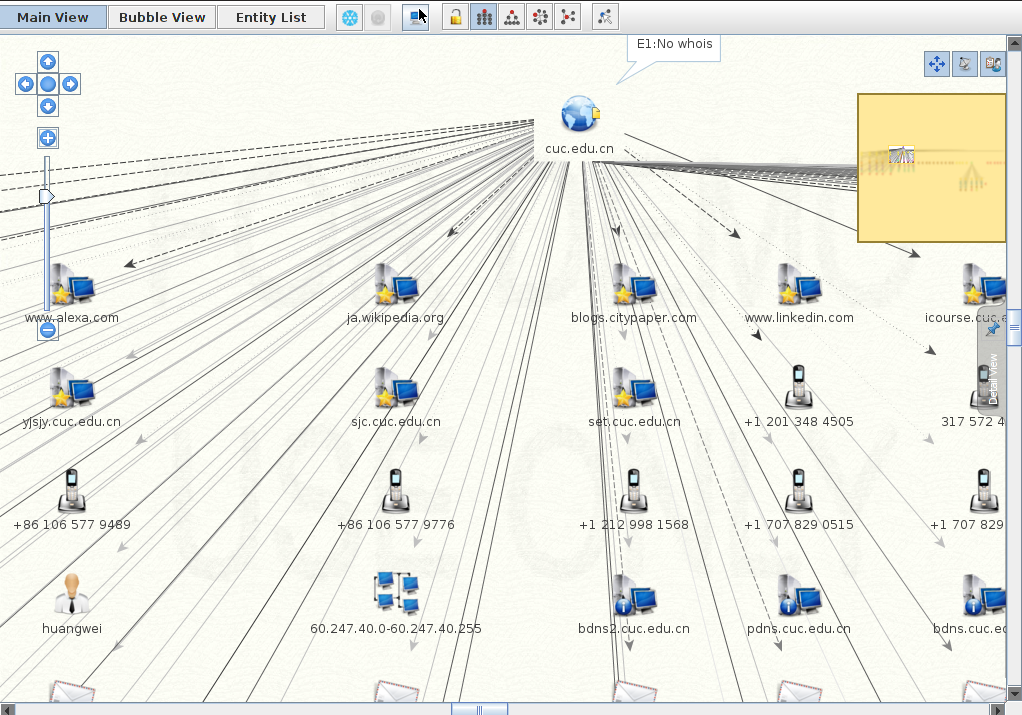 Main View Bubble View Entity List
E1:No whois
cuc.edu.cn
www.alexa.com ja.wikipedia.org blogs.citypaper.com www.linkedin.com icourse.cuc.e
Detail View
yjsjy.cuc.edu.cn sjc.cuc.edu.cn set.cuc.edu.cn +1 201 348 4505 317 572 4
+86 106 577 9489 +86 106 577 9776 +1 212 998 1568 +1 707 829 0515 +1 707 829
huangwei 60.247.40.0-60.247.40.255 bdns2.cuc.edu.cn pdns.cuc.edu.cn bdns.cuc.ed